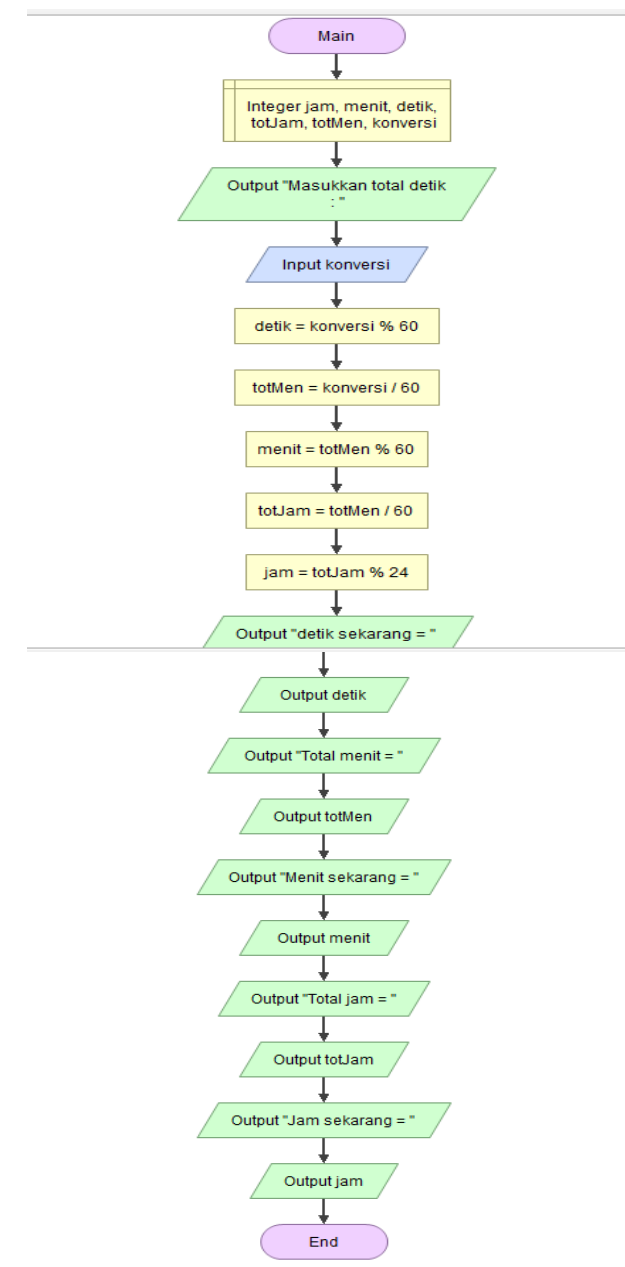 Main
Integer jam, menit, detik,
totJam, totMen, konversi
Output "Masukkan total detik
: "
Input konversi
detik = konversi % 60
totMen = konversi / 60
menit = totMen % 60
totJam = totMen / 60
jam = totJam % 24
Output "detik sekarang = "
Output detik
Output "Total menit = "
Output totMen
Output "Menit sekarang = "
Output menit
Output "Total jam = "
Output totJam
Output "Jam sekarang = "
Output jam
End